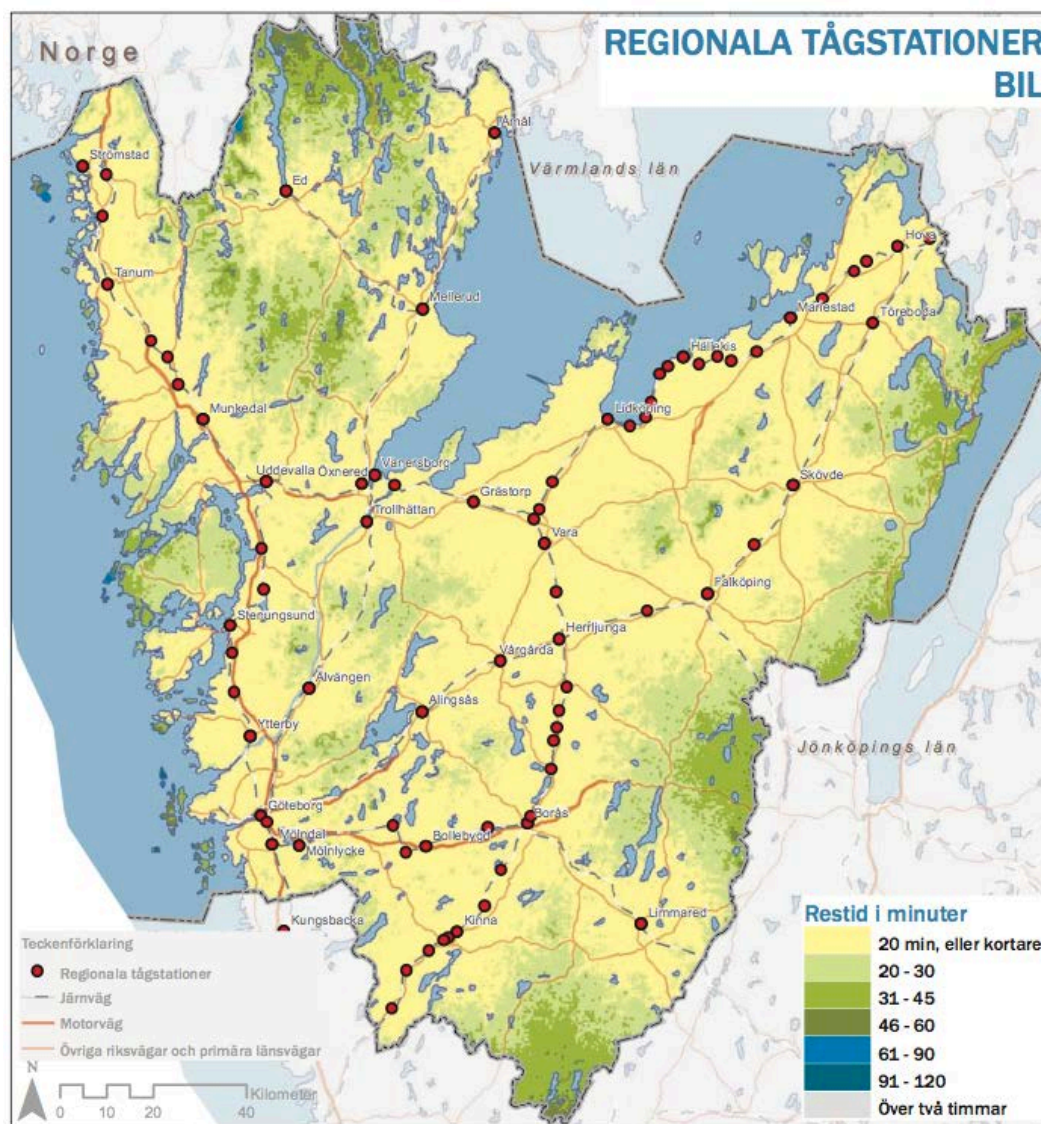 REGIONALA TÅGSTATIONER
BIL
Norge
Åmål
Strömstad
Värmlands län
Ed
Hova
Tanum
Mellerud
Mariestad
Töreboda
Hällekis
Munkedal
Lidköping
Vänersborg
Uddevalla
Öxnered
Skövde
Grästorp
Trollhättan
Vara
Falköping
Stenungsund
Herrljunga
Vårgårda
Älvängen
Alingsås
Ytterby
Jönköpings län
Göteborg
Borås
Mölndal
Bollebygd
Mölnlycke
Kungsbacka
Kinna
Limmared
Teckenförklaring
Regionala tågstationer
Järnväg
Motorväg
Övriga riksvägar och primära länsvägar
N
Kilometer
0 10 20 40
Restid i minuter
20 min, eller kortare
20 - 30
31 - 45
46 - 60
61 - 90
91 - 120
Över två timmar